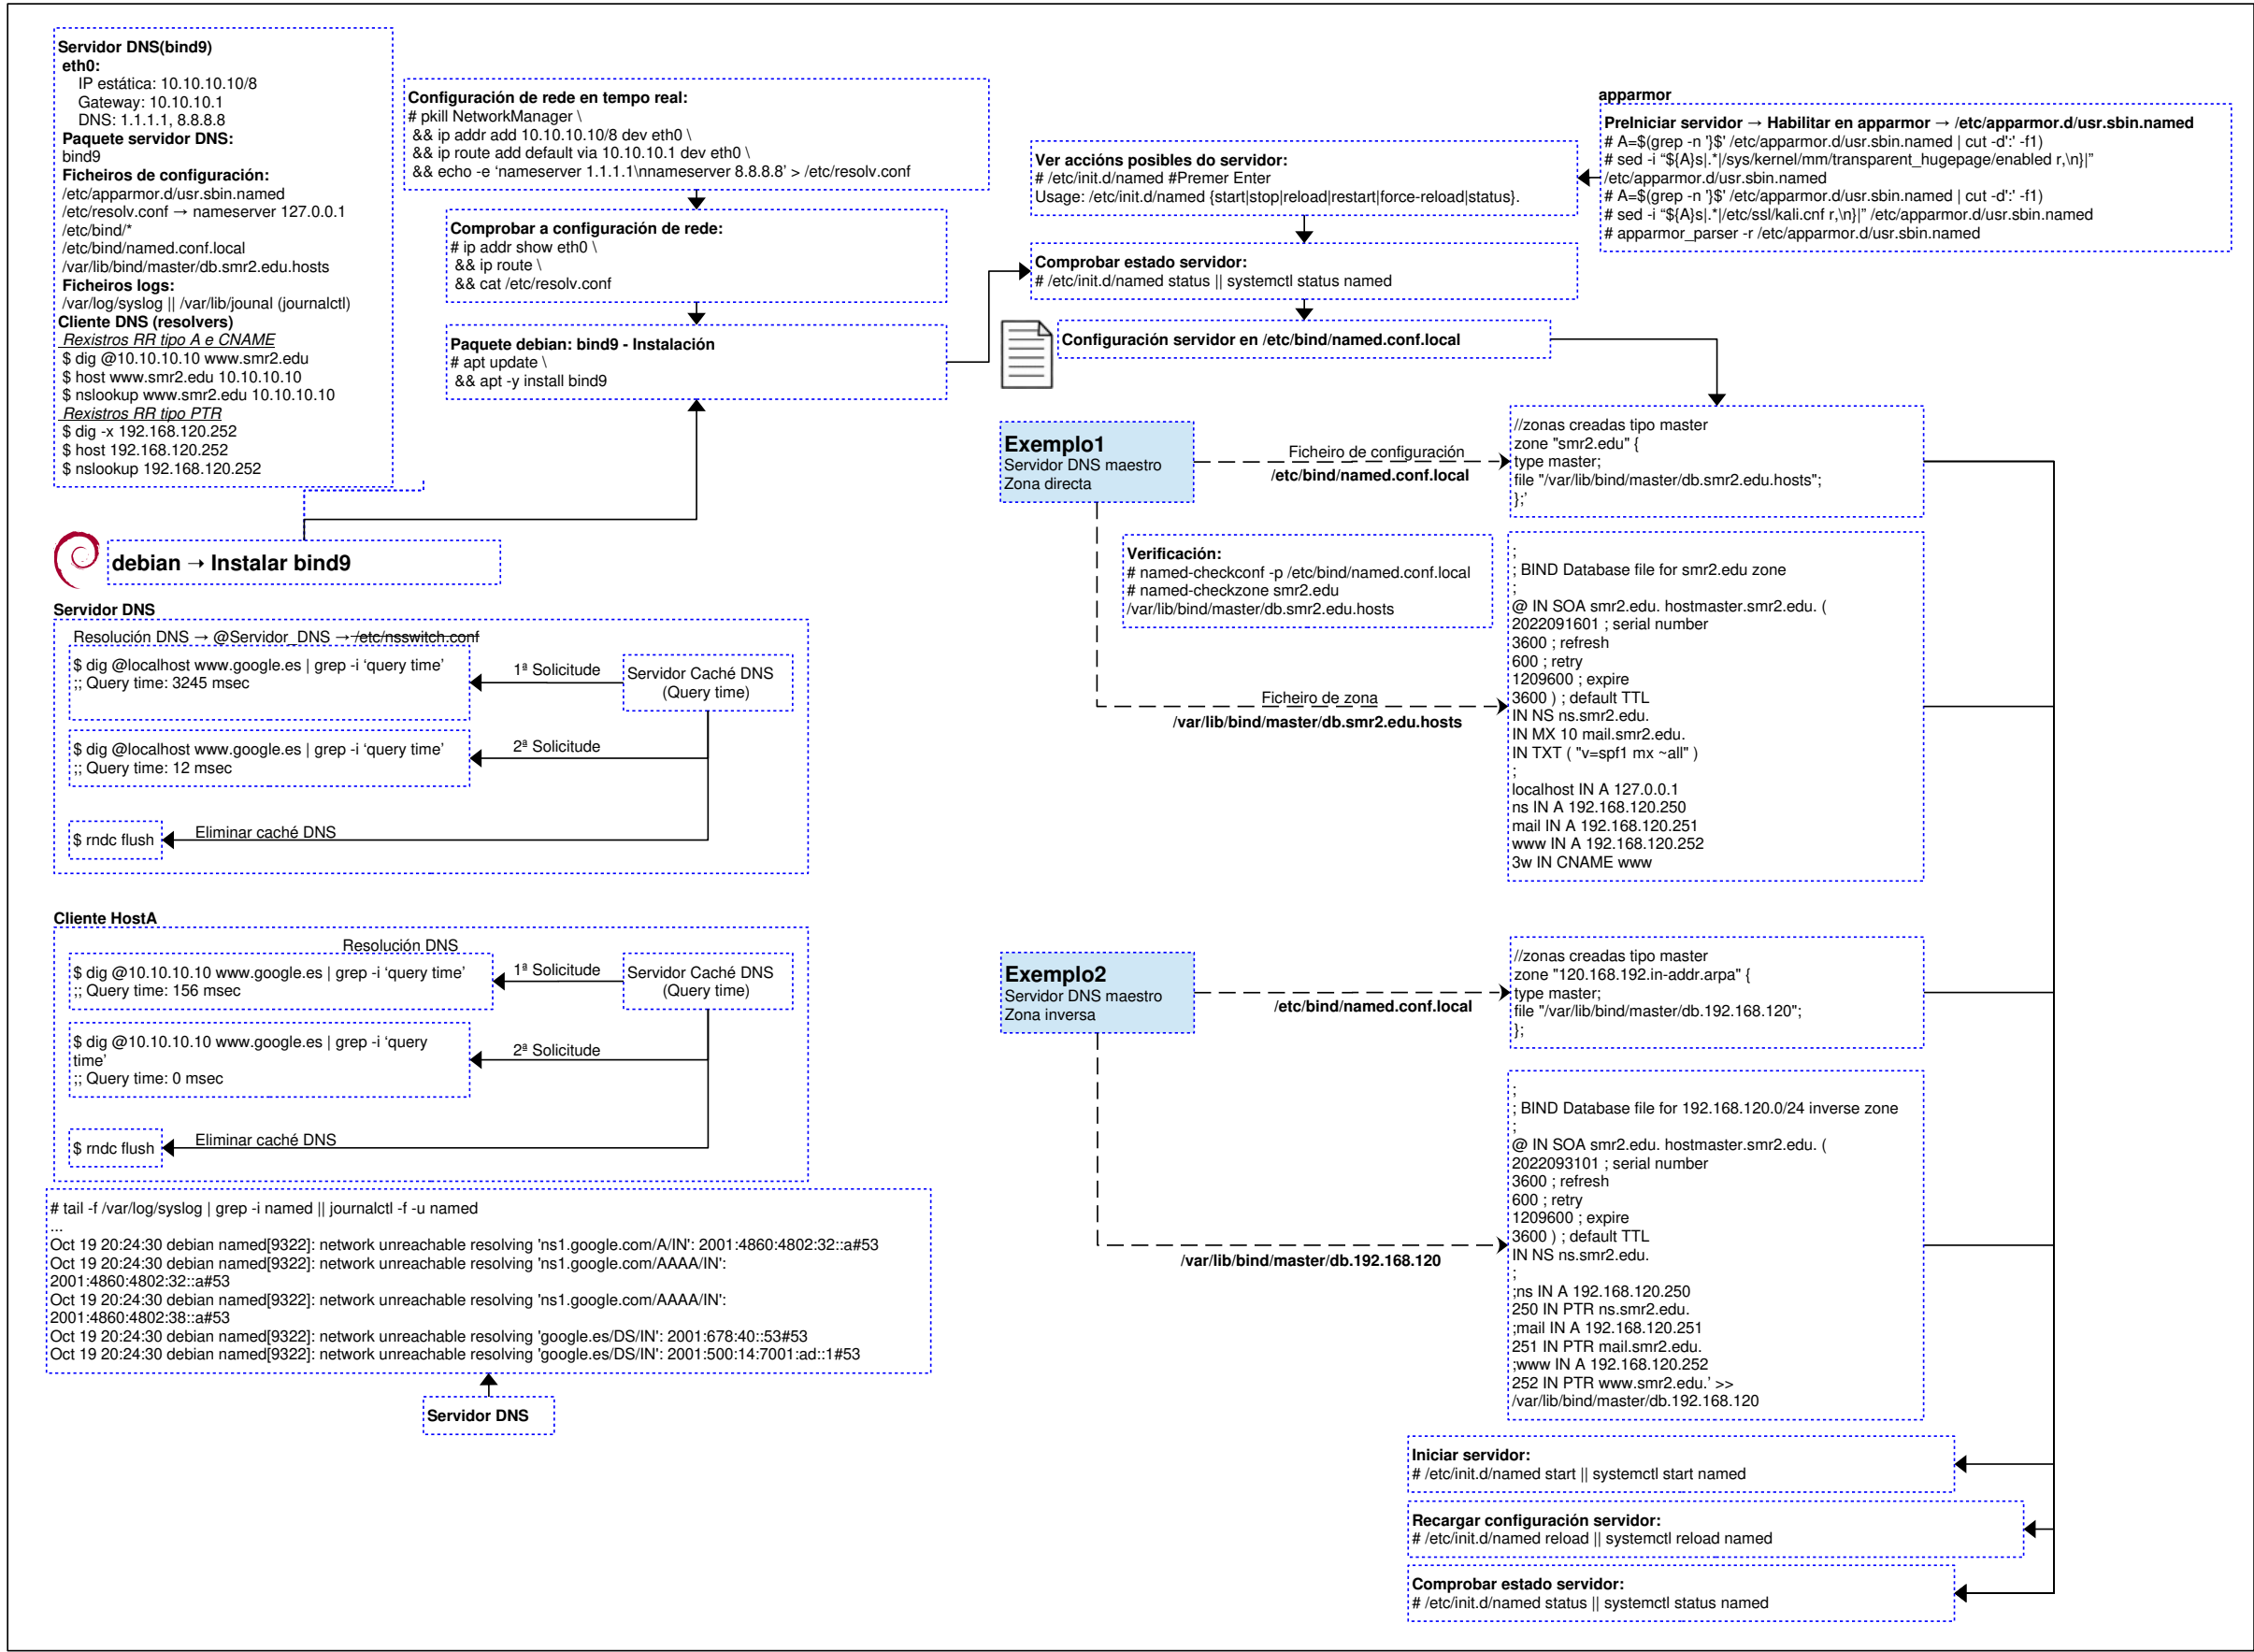 Servidor DNS(bind9)
eth0:
IP estática: 10.10.10.10/8
Gateway: 10.10.10.1
DNS: 1.1.1.1, 8.8.8.8
Paquete servidor DNS:
bind9
Ficheiros de configuración:
/etc/apparmor.d/usr.sbin.named
/etc/resolv.conf → nameserver 127.0.0.1
/etc/bind/*
/etc/bind/named.conf.local
/var/lib/bind/master/db.smr2.edu.hosts
Ficheiros logs:
/var/log/syslog || /var/lib/jounal (journalctl)
Cliente DNS (resolvers)
Rexistros RR tipo A e CNAME
$ dig @10.10.10.10 www.smr2.edu
$ host www.smr2.edu 10.10.10.10
$ nslookup www.smr2.edu 10.10.10.10
Rexistros RR tipo PTR
$ dig -x 192.168.120.252
$ host 192.168.120.252
$ nslookup 192.168.120.252
Configuración de rede en tempo real:
# pkill NetworkManager \
&& ip addr add 10.10.10.10/8 dev eth0 \
&& ip route add default via 10.10.10.1 dev eth0 \
&& echo -e ‘nameserver 1.1.1.1\nnameserver 8.8.8.8’ > /etc/resolv.conf
Comprobar a configuración de rede:
# ip addr show eth0 \
&& ip route \
&& cat /etc/resolv.conf
Paquete debian: bind9 - Instalación
# apt update \
&& apt -y install bind9
debian → Instalar bind9
apparmor
PreIniciar servidor → Habilitar en apparmor → /etc/apparmor.d/usr.sbin.named
# A=$(grep -n '}$' /etc/apparmor.d/usr.sbin.named | cut -d':' -f1)
# sed -i “${A}s|.*|/sys/kernel/mm/transparent_hugepage/enabled r,\n}|”
/etc/apparmor.d/usr.sbin.named
# A=$(grep -n '}$' /etc/apparmor.d/usr.sbin.named | cut -d':' -f1)
# sed -i “${A}s|.*|/etc/ssl/kali.cnf r,\n}|” /etc/apparmor.d/usr.sbin.named
# apparmor_parser -r /etc/apparmor.d/usr.sbin.named
Ver accións posibles do servidor:
# /etc/init.d/named #Premer Enter
Usage: /etc/init.d/named {start|stop|reload|restart|force-reload|status}.
Comprobar estado servidor:
# /etc/init.d/named status || systemctl status named
Configuración servidor en /etc/bind/named.conf.local
Exemplo1
Servidor DNS maestro
Zona directa
Ficheiro de configuración
/etc/bind/named.conf.local
//zonas creadas tipo master
zone "smr2.edu" {
type master;
file "/var/lib/bind/master/db.smr2.edu.hosts";
};’
Verificación:
# named-checkconf -p /etc/bind/named.conf.local
# named-checkzone smr2.edu
/var/lib/bind/master/db.smr2.edu.hosts
Ficheiro de zona
/var/lib/bind/master/db.smr2.edu.hosts
;
; BIND Database file for smr2.edu zone
;
@ IN SOA smr2.edu. hostmaster.smr2.edu. (
2022091601 ; serial number
3600 ; refresh
600 ; retry
1209600 ; expire
3600 ) ; default TTL
IN NS ns.smr2.edu.
IN MX 10 mail.smr2.edu.
IN TXT ( "v=spf1 mx ~all" )
;
localhost IN A 127.0.0.1
ns IN A 192.168.120.250
mail IN A 192.168.120.251
www IN A 192.168.120.252
3w IN CNAME www
Servidor DNS
Resolución DNS → @Servidor_DNS → /etc/nsswitch.conf
$ dig @localhost www.google.es | grep -i ‘query time’
;; Query time: 3245 msec
1ª Solicitude
Servidor Caché DNS
(Query time)
$ dig @localhost www.google.es | grep -i ‘query time’
;; Query time: 12 msec
2ª Solicitude
$ rndc flush
Eliminar caché DNS
Cliente HostA
Resolución DNS
$ dig @10.10.10.10 www.google.es | grep -i ‘query time’
;; Query time: 156 msec
1ª Solicitude
Servidor Caché DNS
(Query time)
$ dig @10.10.10.10 www.google.es | grep -i ‘query
time’
;; Query time: 0 msec
2ª Solicitude
$ rndc flush
Eliminar caché DNS
# tail -f /var/log/syslog | grep -i named || journalctl -f -u named
...
Oct 19 20:24:30 debian named[9322]: network unreachable resolving 'ns1.google.com/A/IN': 2001:4860:4802:32::a#53
Oct 19 20:24:30 debian named[9322]: network unreachable resolving 'ns1.google.com/AAAA/IN':
2001:4860:4802:32::a#53
Oct 19 20:24:30 debian named[9322]: network unreachable resolving 'ns1.google.com/AAAA/IN':
2001:4860:4802:38::a#53
Oct 19 20:24:30 debian named[9322]: network unreachable resolving 'google.es/DS/IN': 2001:678:40::53#53
Oct 19 20:24:30 debian named[9322]: network unreachable resolving 'google.es/DS/IN': 2001:500:14:7001:ad::1#53
Servidor DNS
Exemplo2
Servidor DNS maestro
Zona inversa
/etc/bind/named.conf.local
//zonas creadas tipo master
zone "120.168.192.in-addr.arpa" {
type master;
file "/var/lib/bind/master/db.192.168.120";
};
/var/lib/bind/master/db.192.168.120
;
; BIND Database file for 192.168.120.0/24 inverse zone
;
@ IN SOA smr2.edu. hostmaster.smr2.edu. (
2022093101 ; serial number
3600 ; refresh
600 ; retry
1209600 ; expire
3600 ) ; default TTL
IN NS ns.smr2.edu.
;
;ns IN A 192.168.120.250
250 IN PTR ns.smr2.edu.
;mail IN A 192.168.120.251
251 IN PTR mail.smr2.edu.
;www IN A 192.168.120.252
252 IN PTR www.smr2.edu.’ >>
/var/lib/bind/master/db.192.168.120
Iniciar servidor:
# /etc/init.d/named start || systemctl start named
Recargar configuración servidor:
# /etc/init.d/named reload || systemctl reload named
Comprobar estado servidor:
# /etc/init.d/named status || systemctl status named